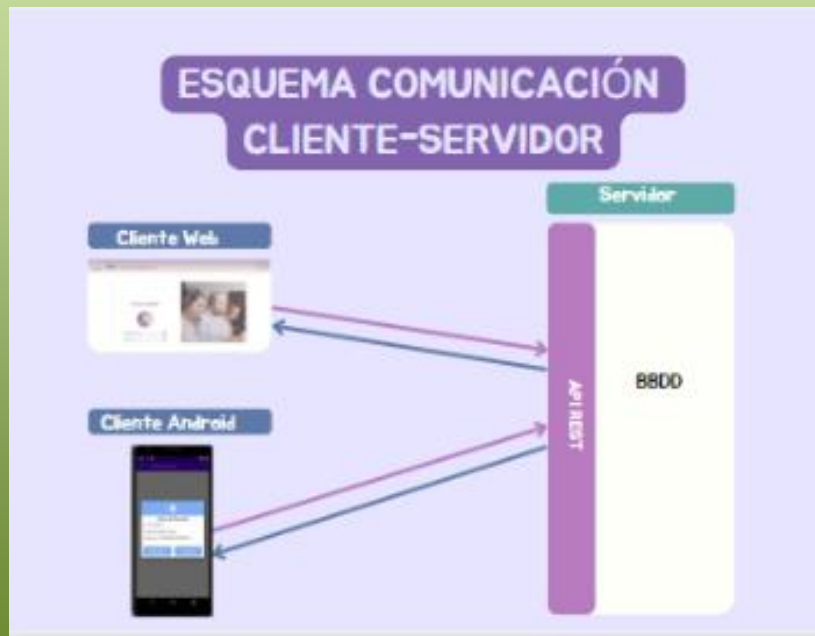 ESQUEMA COMUNICACIÓN
CLIENTE-SERVIDOR
Servidor
Cliente Web
API REST
BBDD
Cliente Android